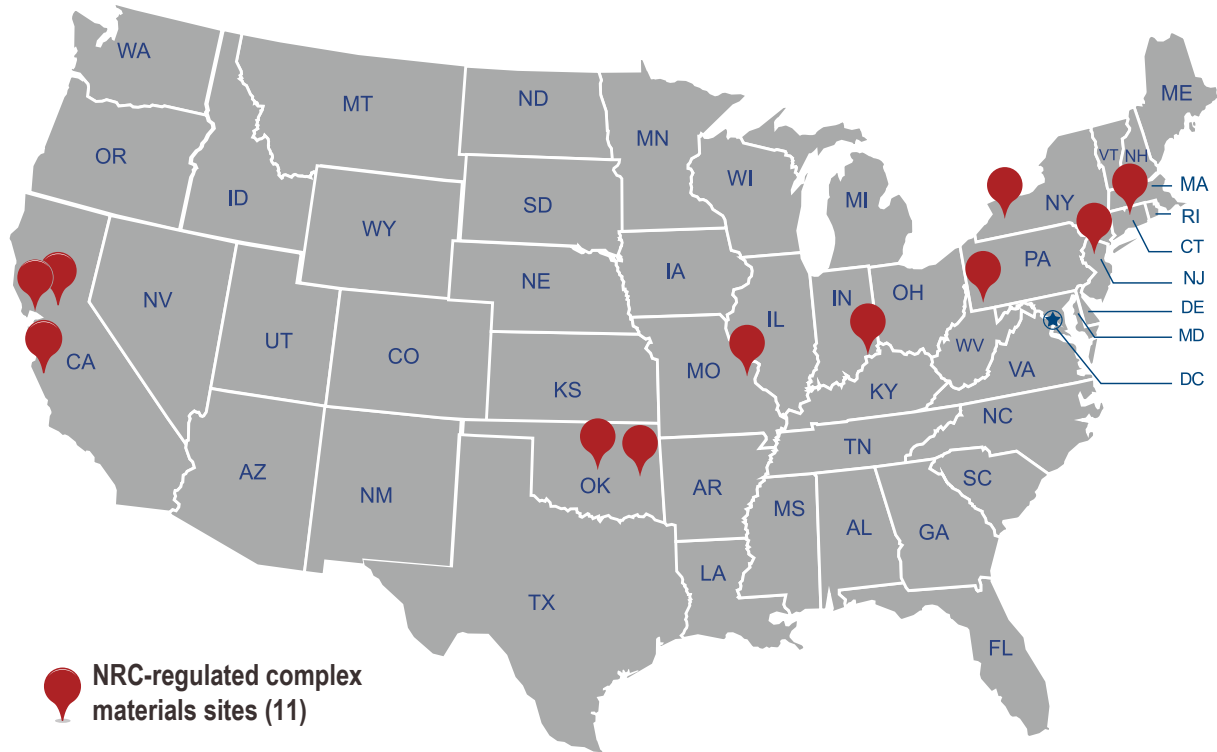 WA
MT
ND
MN
ME
OR
ID
SD
WI
MI
VT
NH
NY
MA
RI
WY
CT
IA
PA
NE
NJ
NV
IL
IN
OH
DE
UT
CO
MO
WV
MD
CA
KS
KY
VA
DC
NC
TN
AZ
OK
AR
SC
NM
MS
AL
GA
LA
TX
FL
NRC-regulated complex
materials sites (11)